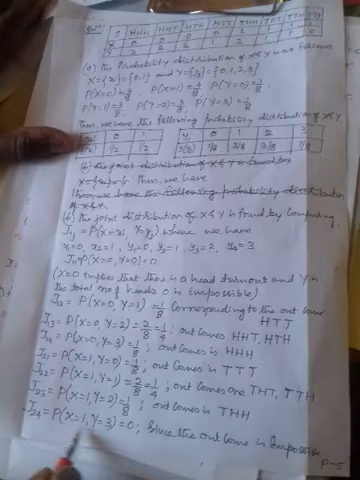 S HHH HHT HTH HTT THH THT TTH TTT
X 0 0 0 0 1 1 1 1
Y 3 2 2 1 2 1 1 0
(a) The Probability distribution of X & Y is as follows
X={xi}={0,1} and Y={yj}={0,1,2,3}
P(X=0)=4/8, P(X=1)=4/8 P(Y=0)=1/8
P(Y=1)=3/8, P(Y=2)=3/8, P(Y=3)=1/8
Thus, we have the following probability distribution of X & Y.
xi 0 1 yj 0 1 2 3
f(xi) 1/2 1/2 g(yj) 1/8 3/8 3/8 1/8
(b) the joint distribution of X & Y is found by
Thus, we have
Thus, we have the following probability distribution
of X & Y.
(b) The joint distribution of X & Y is found by computing
Jij = P(X=xi, Y=yj) where we have
x1=0, x2=1, y1=0, y2=1, y3=2, y4=3
J11=P(X=0, Y=0)=0
(X=0 implies that there is a head turnout and Y is
the total no of heads 0 is impossible)
J12 = P(X=0, Y=1) = 1/8 Corresponding to the out come
HTT
J13 = P(X=0, Y=2) = 2/8 = 1/4; out comes HHT, HTH
J14 = P(X=0, Y=3) = 1/8; out comes is HHH
J21 = P(X=1, Y=0) = 1/8; out comes is TTT
J22 = P(X=1, Y=1) = 2/8 = 1/4; out comes are THT, TTH
J23 = P(X=1, Y=2) = 1/8; out comes is THH
J24 = P(X=1, Y=3) = 0; Since the out come is Impossible
P-5